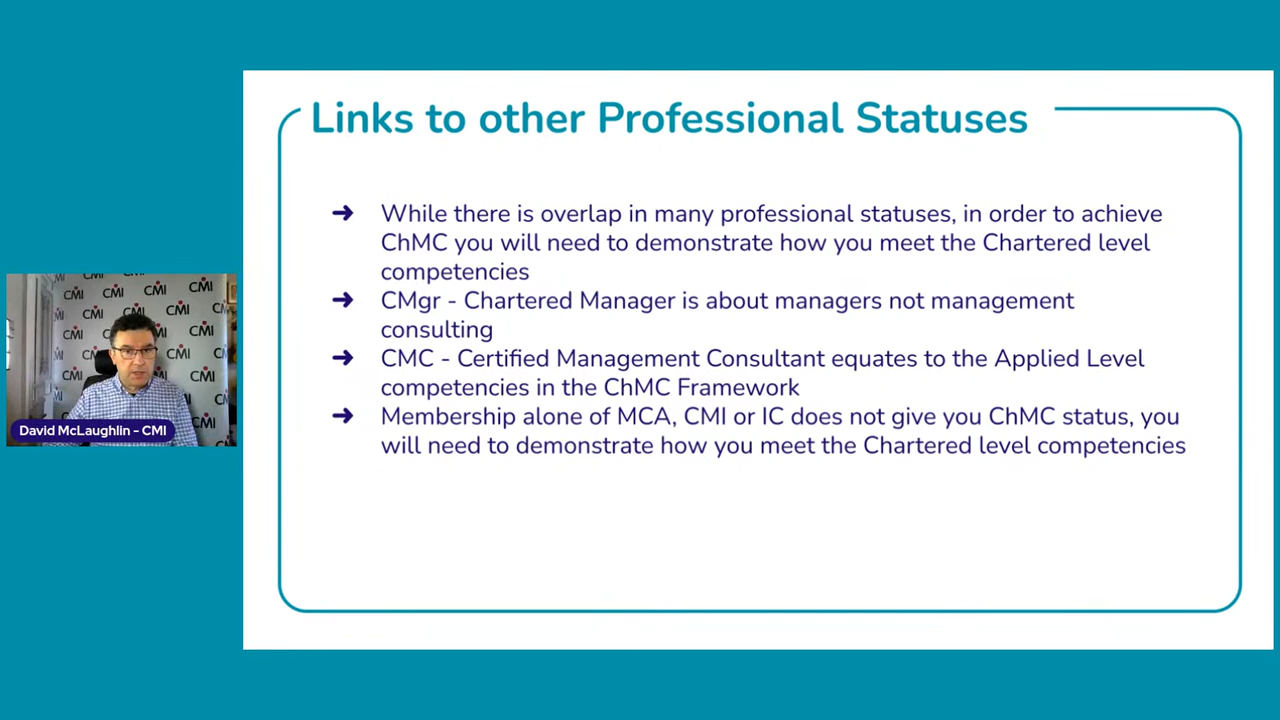 Links to other Professional Statuses
➔ While there is overlap in many professional statuses, in order to achieve
ChMC you will need to demonstrate how you meet the Chartered level
competencies
➔ CMgr - Chartered Manager is about managers not management
consulting
➔ CMC - Certified Management Consultant equates to the Applied Level
competencies in the ChMC Framework
➔ Membership alone of MCA, CMI or IC does not give you ChMC status, you
will need to demonstrate how you meet the Chartered level competencies
CMI
David McLaughlin - CMI